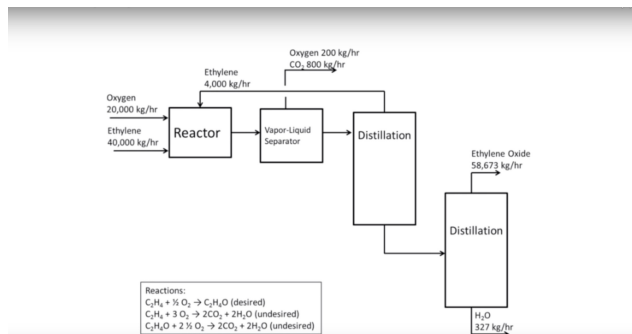 Oxygen 200 kg/hr
CO₂ 800 kg/hr
Ethylene
4,000 kg/hr
Oxygen
20,000 kg/hr
Ethylene
40,000 kg/hr
Reactor
Vapor-Liquid
Separator
Distillation
Ethylene Oxide
58,673 kg/hr
Distillation
H₂O
327 kg/hr
Reactions:
C₂H₄ + ½ O₂ → C₂H₄O (desired)
C₂H₄ + 3 O₂ → 2CO₂ + 2H₂O (undesired)
C₂H₄O + 2 ½ O₂ → 2CO₂ + 2H₂O (undesired)